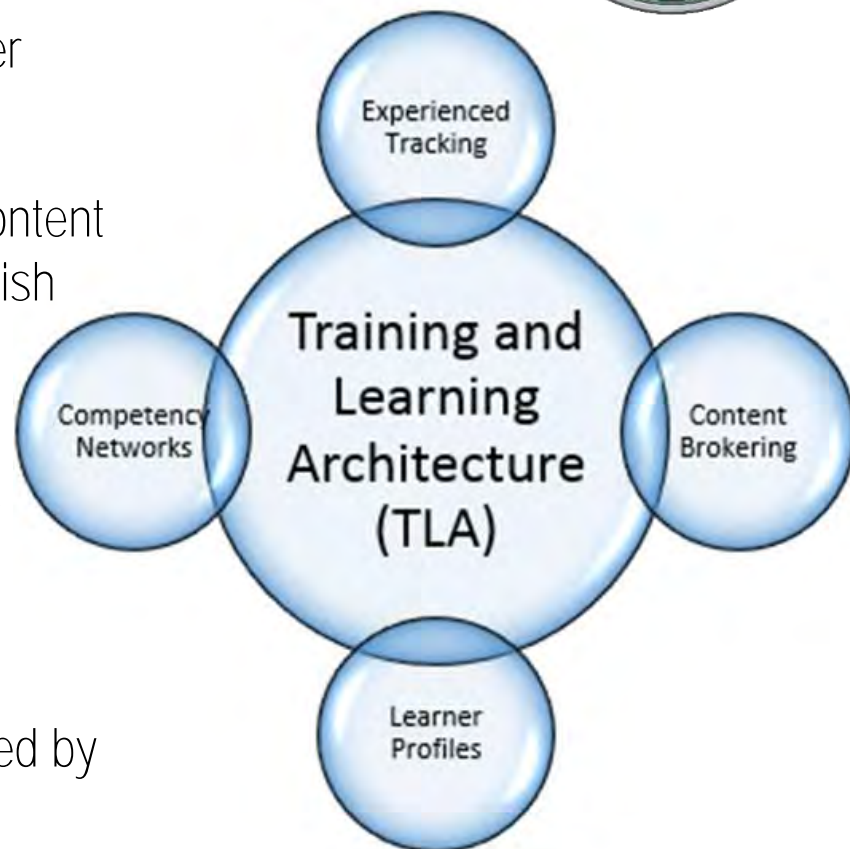 er
ontent
ish
ed by
Experienced
Tracking
Competency
Networks
Training and
Learning
Architecture
(TLA)
Content
Brokering
Learner
Profiles